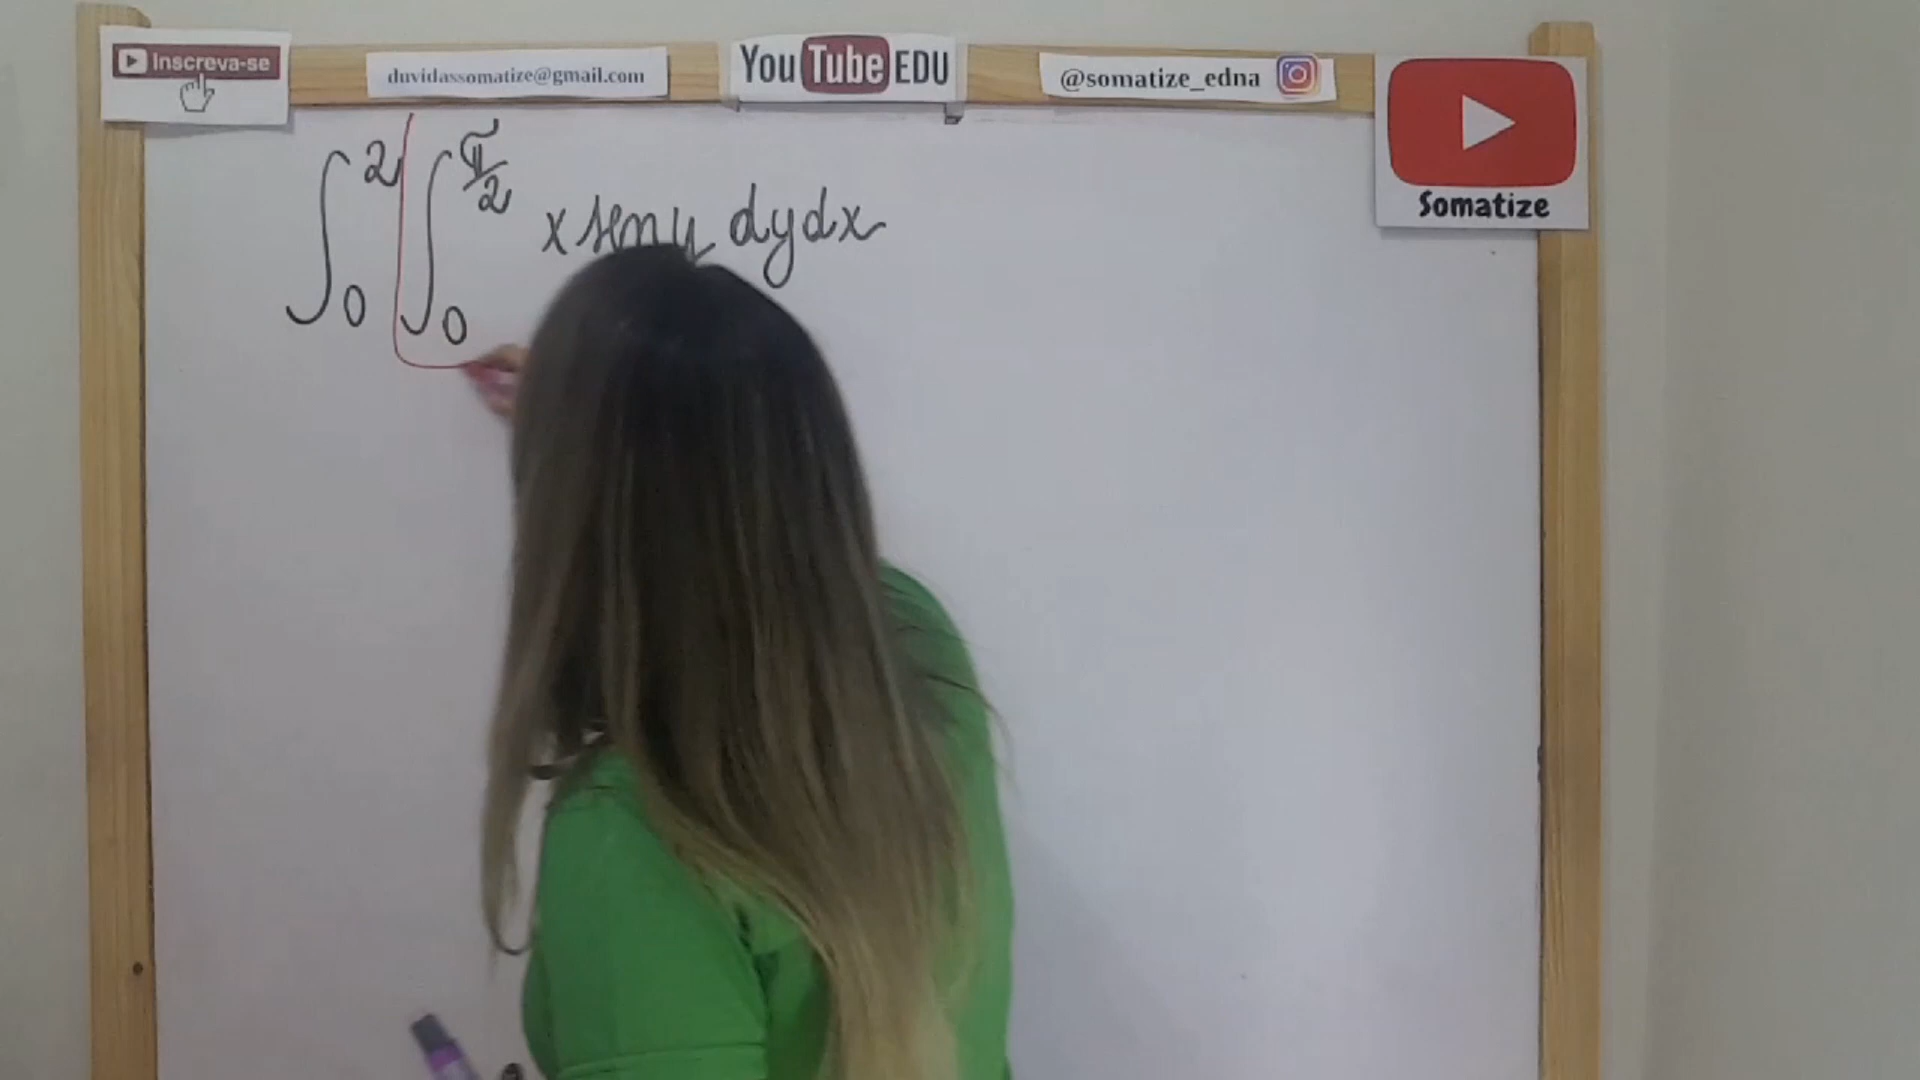 Inscreva-se
duvidassomatize@gmail.com
YouTube EDU
@somatize_edna
Somatize
∫₀² ∫₀^(π/2) x sen y dy dx